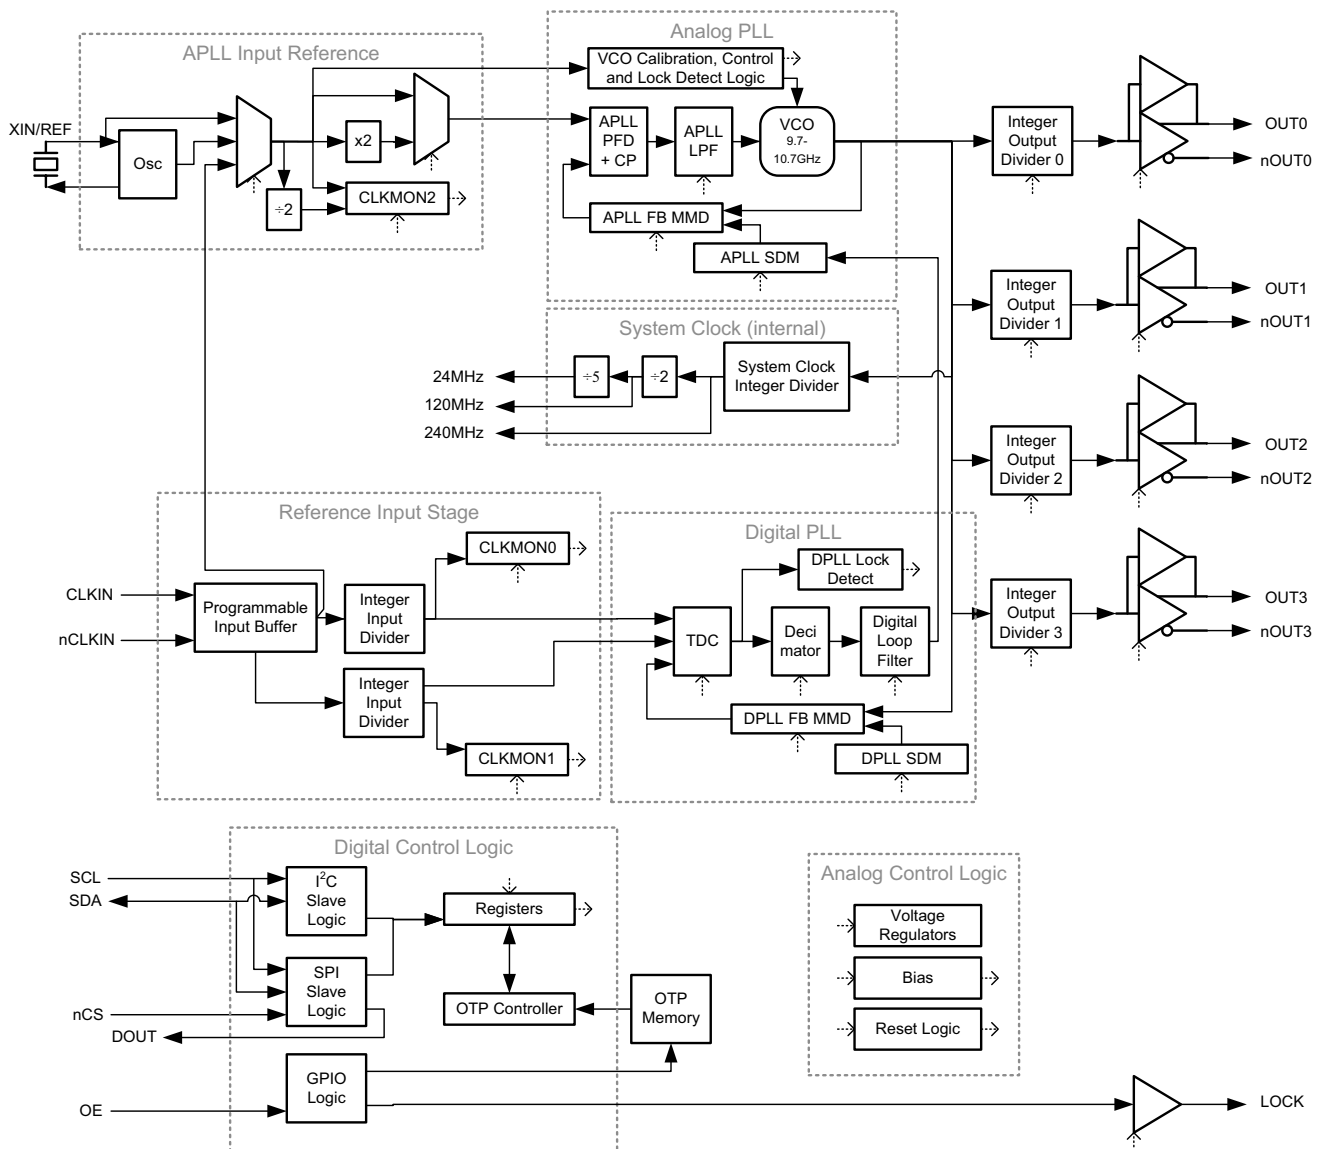 APLL Input Reference
XIN/REF
Osc
x2
÷2
CLKMON2
Analog PLL
VCO Calibration, Control
and Lock Detect Logic
APLL
PFD
+ CP
APLL
LPF
VCO
9.7-
10.7GHz
APLL FB MMD
APLL SDM
Integer
Output
Divider 0
OUT0
nOUT0
Integer
Output
Divider 1
OUT1
nOUT1
System Clock (internal)
24MHz
120MHz
240MHz
÷5
÷2
System Clock
Integer Divider
Integer
Output
Divider 2
OUT2
nOUT2
Reference Input Stage
CLKIN
nCLKIN
Programmable
Input Buffer
Integer
Input
Divider
CLKMON0
Integer
Input
Divider
CLKMON1
Digital PLL
DPLL Lock
Detect
TDC
Deci
mator
Digital
Loop
Filter
DPLL FB MMD
DPLL SDM
Integer
Output
Divider 3
OUT3
nOUT3
Digital Control Logic
SCL
SDA
I²C
Slave
Logic
Registers
SPI
Slave
Logic
nCS
DOUT
OTP Controller
OTP
Memory
GPIO
Logic
OE
Analog Control Logic
Voltage
Regulators
Bias
Reset Logic
LOCK